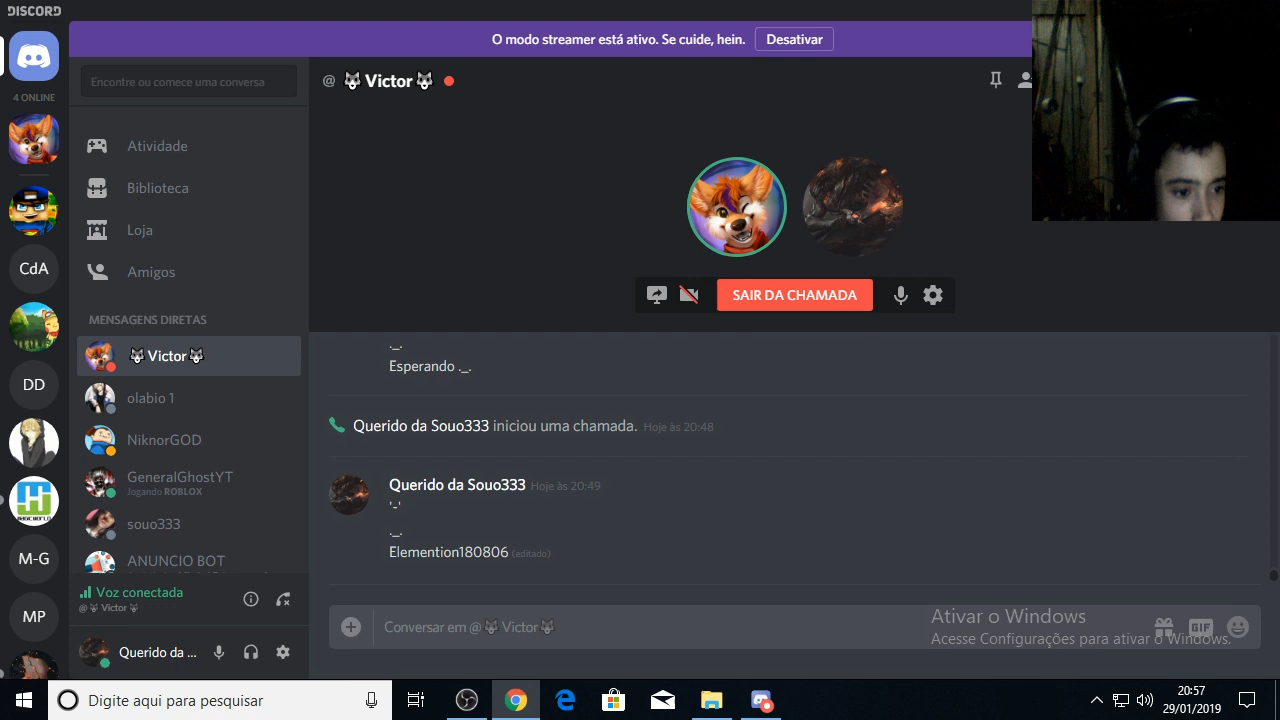 DISCORD
O modo streamer está ativo. Se cuide, hein. Desativar
4 ONLINE
CdA
DD
M-G
MP
Encontre ou comece uma conversa
Atividade
Biblioteca
Loja
Amigos
MENSAGENS DIRETAS
🐺Victor🐺
olabio 1
NiknorGOD
GeneralGhostYT
Jogando ROBLOX
souo333
ANUNCIO BOT
Voz conectada
@🐺 Victor 🐺
Querido da ...
@ 🐺Victor🐺
SAIR DA CHAMADA
._.
Esperando ._.
Querido da Souo333 iniciou uma chamada. Hoje às 20:48
Querido da Souo333 Hoje às 20:49
'-'
._.
Elemention180806 (editado)
Conversar em @🐺Victor🐺
GIF
Ativar o Windows
Acesse Configurações para ativar o Windows.
Digite aqui para pesquisar
20:57
29/01/2019